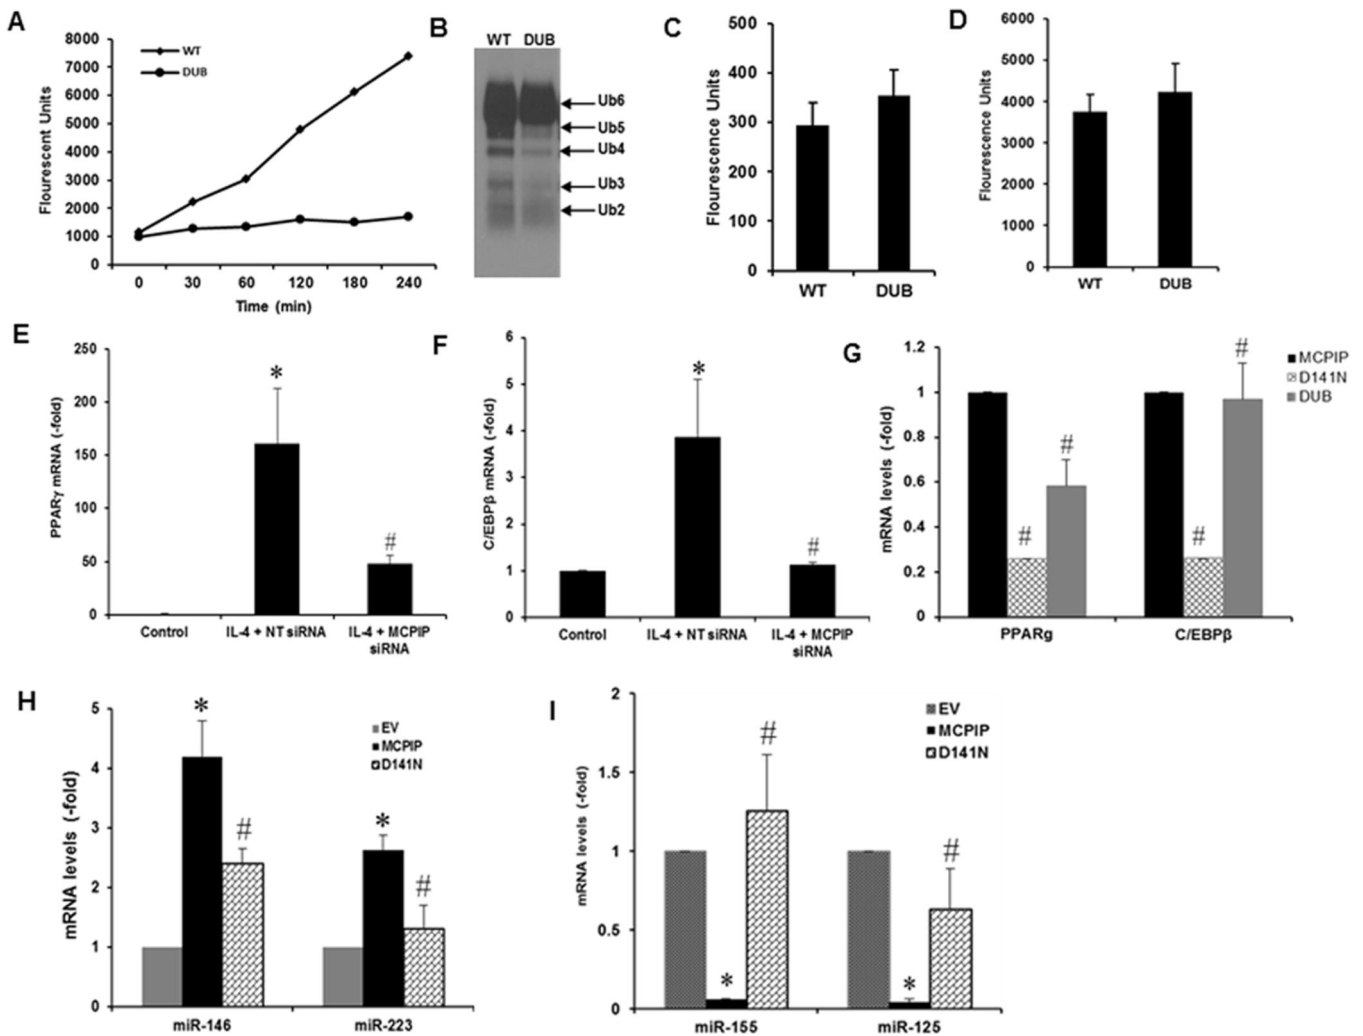 A
Flourescent Units
8000
7000
6000
5000
4000
3000
2000
1000
0
WT
DUB
0 30 60 120 180 240
Time (min)
B
WT DUB
Ub6
Ub5
Ub4
Ub3
Ub2
C
Flourescence Units
500
400
300
200
100
0
WT DUB
D
Flourescence Units
6000
5000
4000
3000
2000
1000
0
WT DUB
E
PPARγ mRNA (-fold)
250
200
150
100
50
0
*
#
Control IL-4 + NT siRNA IL-4 + MCPIP
siRNA
F
C/EBPβ mRNA (-fold)
6
5
4
3
2
1
0
*
#
Control IL-4 + NT siRNA IL-4 + MCPIP
siRNA
G
mRNA levels (-fold)
1.2
1
0.8
0.6
0.4
0.2
0
# # # #
MCPIP
D141N
DUB
PPARg C/EBPβ
H
mRNA levels (-fold)
5
4
3
2
1
0
* # * #
EV
MCPIP
D141N
miR-146 miR-223
I
mRNA levels (-fold)
2
1.5
1
0.5
0
* # * #
EV
MCPIP
D141N
miR-155 miR-125